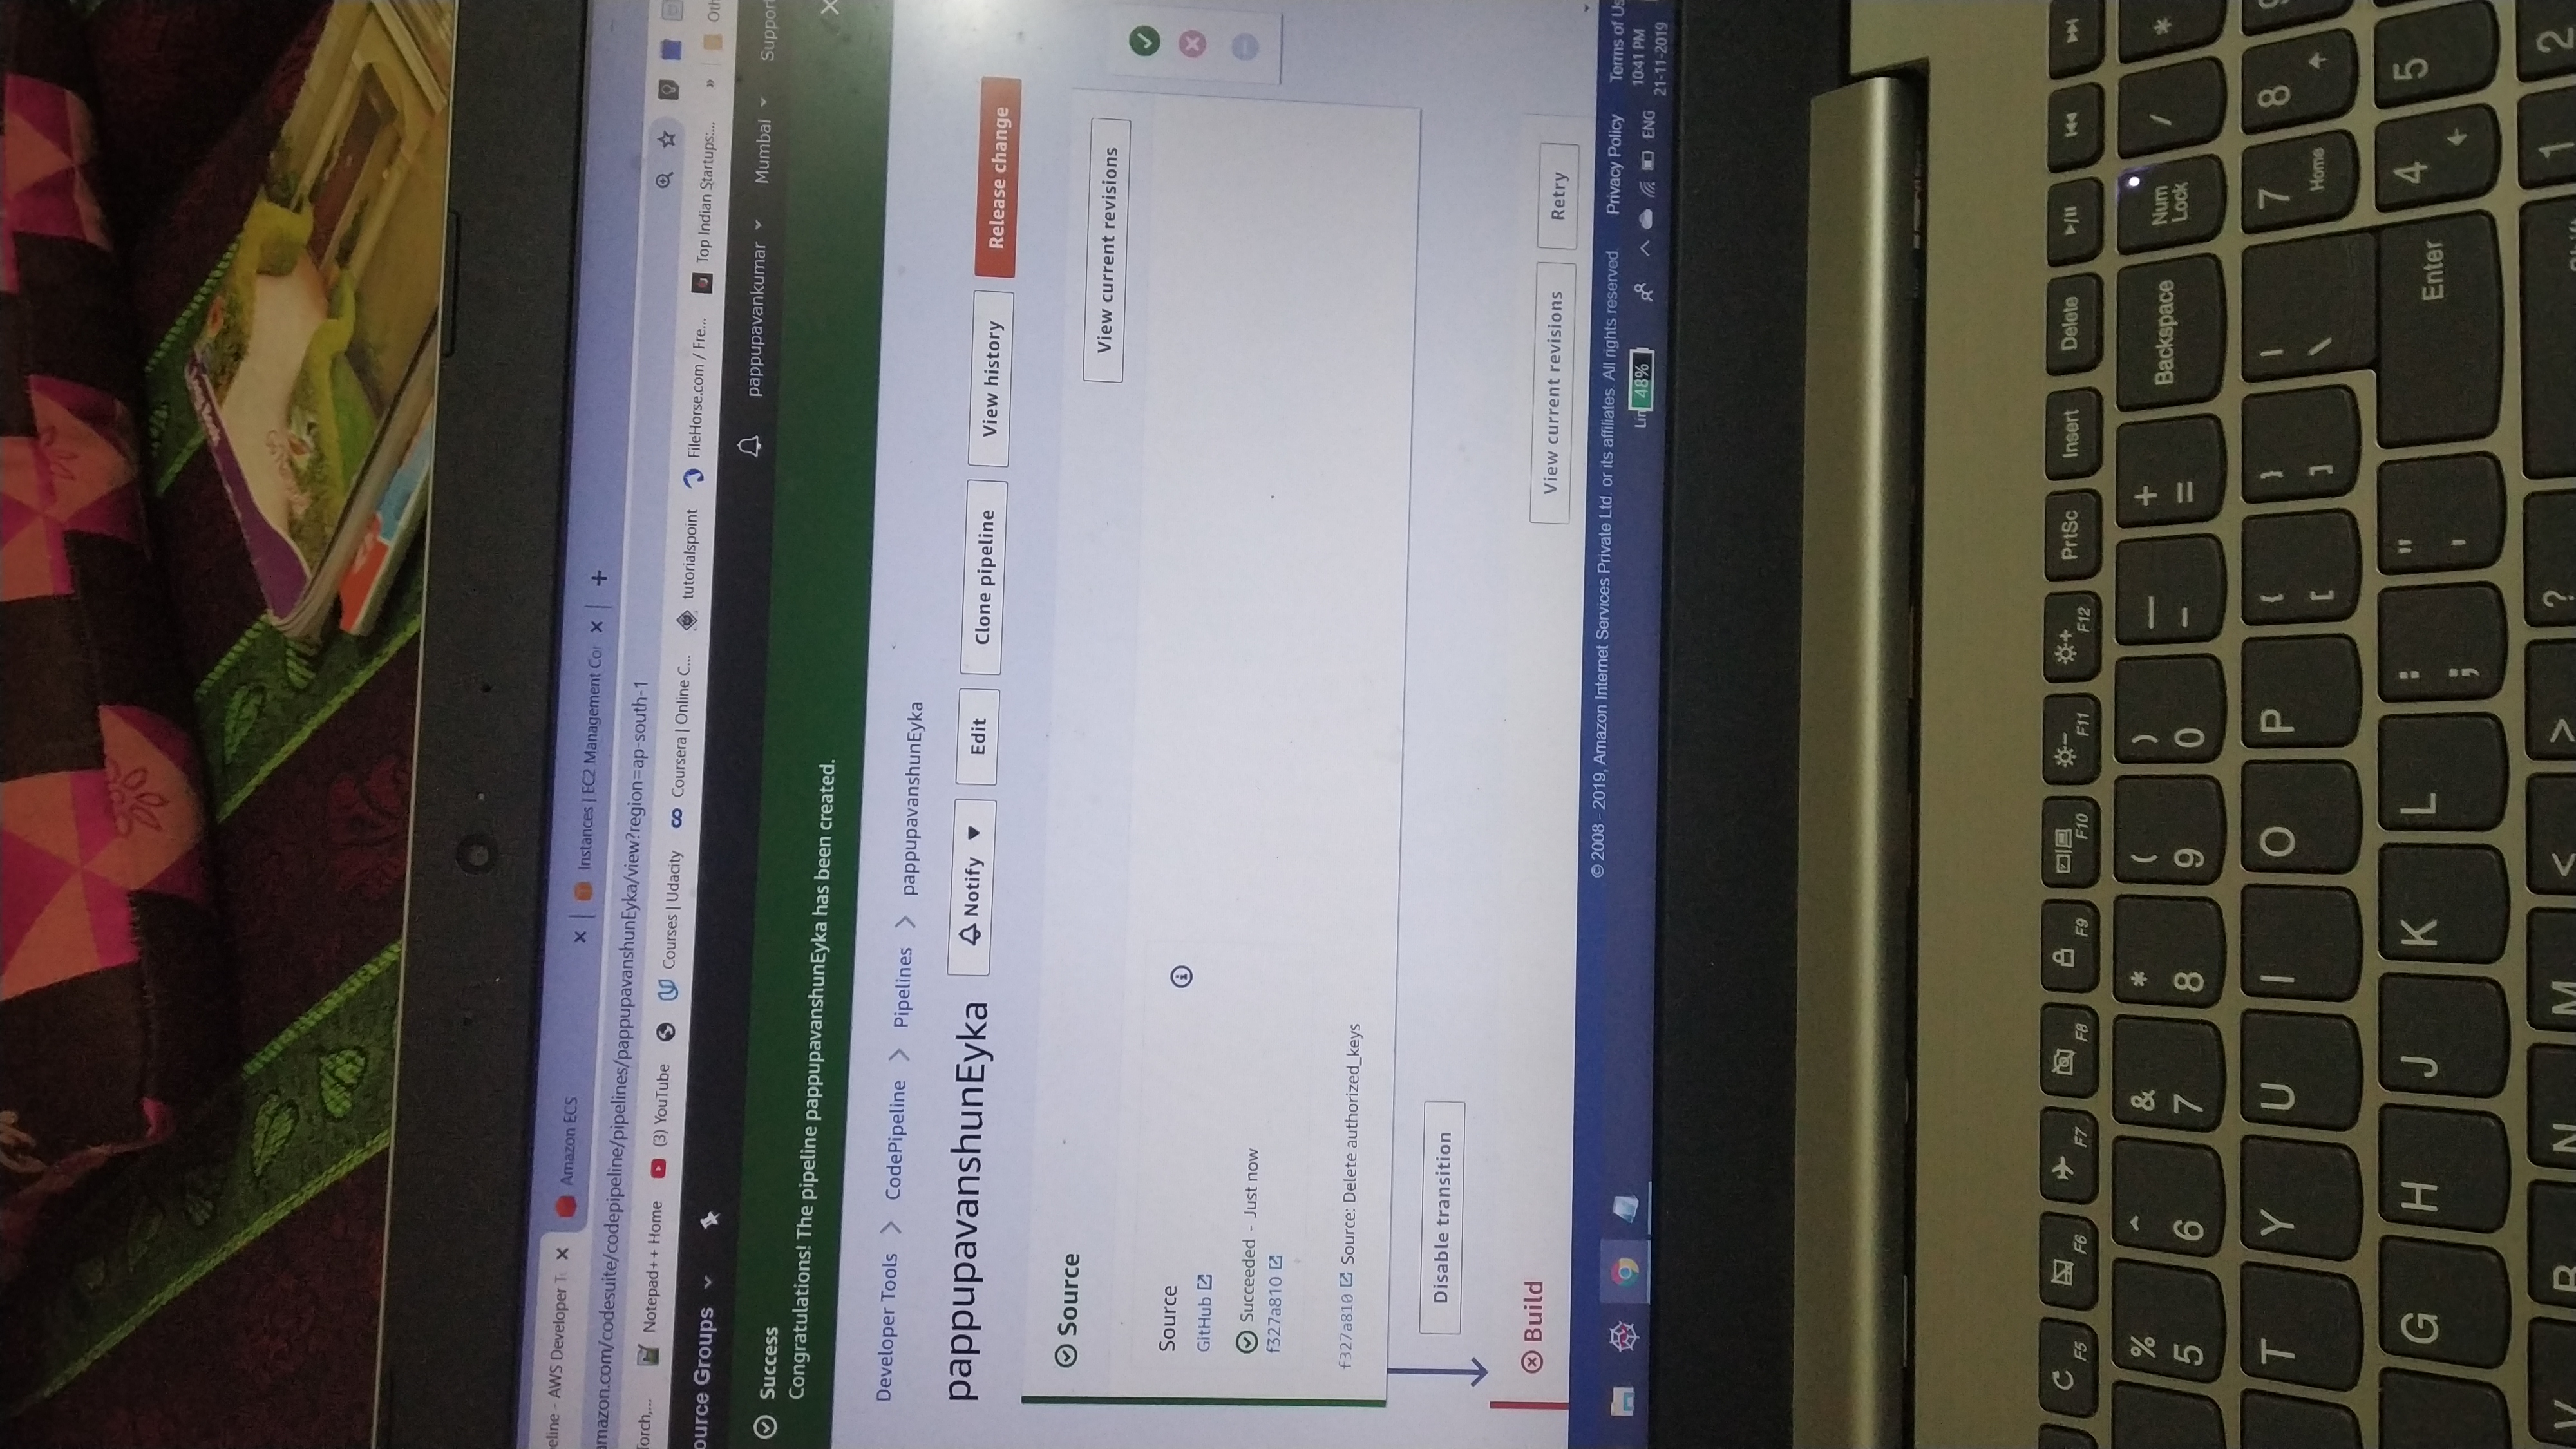 eline - AWS Developer T
Amazon ECS
Instances | EC2 Management Cor
amazon.com/codesuite/codepipeline/pipelines/pappupavanshunEyka/view?region=ap-south-1
Torch,...
Notepad++ Home
(3) YouTube
Courses | Udacity
Coursera | Online C...
tutorialspoint
FileHorse.com / Fre...
Top Indian Startups:...
»
Oth
ource Groups
pappupavankumar
Mumbai
Support
Success
Congratulations! The pipeline pappupavanshunEyka has been created.
Developer Tools > CodePipeline > Pipelines > pappupavanshunEyka
pappupavanshunEyka
Notify
Edit
Clone pipeline
View history
Release change
Source
View current revisions
Source
GitHub
Succeeded - Just now
f327a810
f327a810 Source: Delete authorized_keys
Disable transition
Build
View current revisions
Retry
© 2008 - 2019, Amazon Internet Services Private Ltd. or its affiliates. All rights reserved.
Privacy Policy
Terms of Us
Lin 48%
ENG
10:41 PM
21-11-2019
F5 F6 F7 F8 F9 F10 F11 F12 PrtSc Insert Delete
% ^ & * ( ) — +
5 6 7 8 9 0 - = Backspace Num Lock / *
T Y U I O P { } | 7 8
[ ] \ Home
G H J K L : " 4 5
; ' Enter
V B N M < > ? 1 2